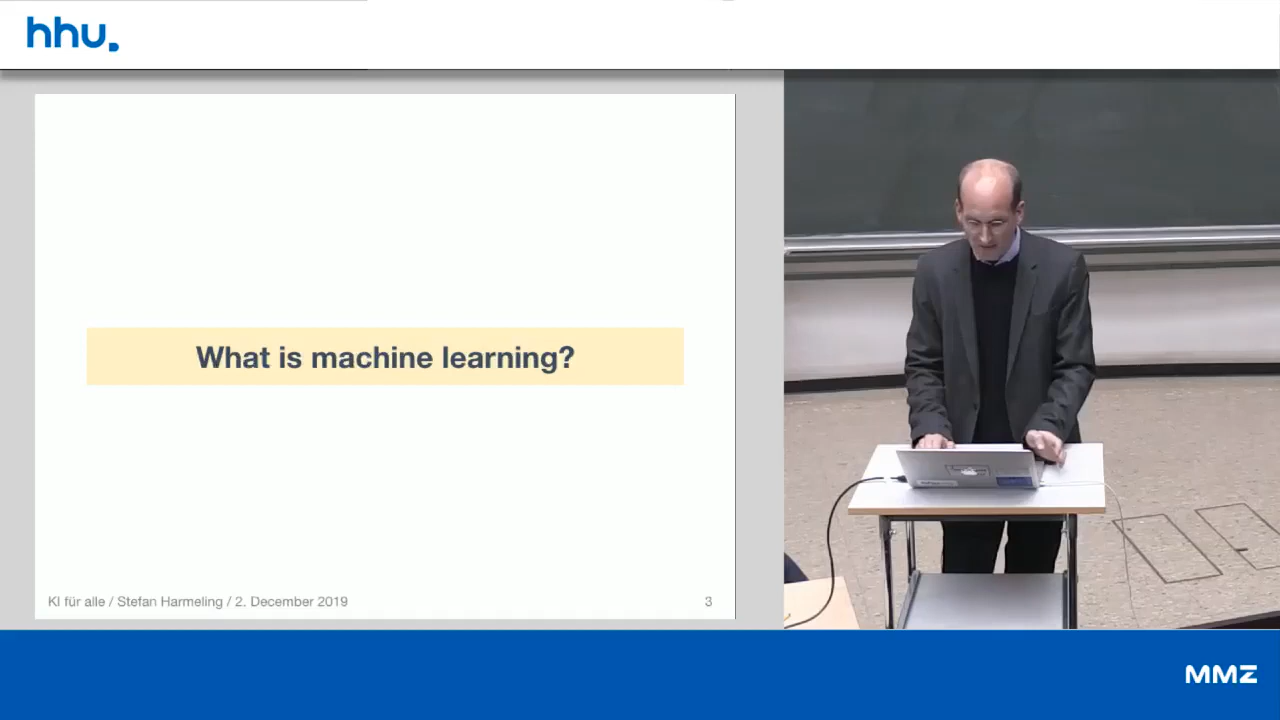 hhu.
What is machine learning?
KI für alle / Stefan Harmeling / 2. December 2019
3
MMZ